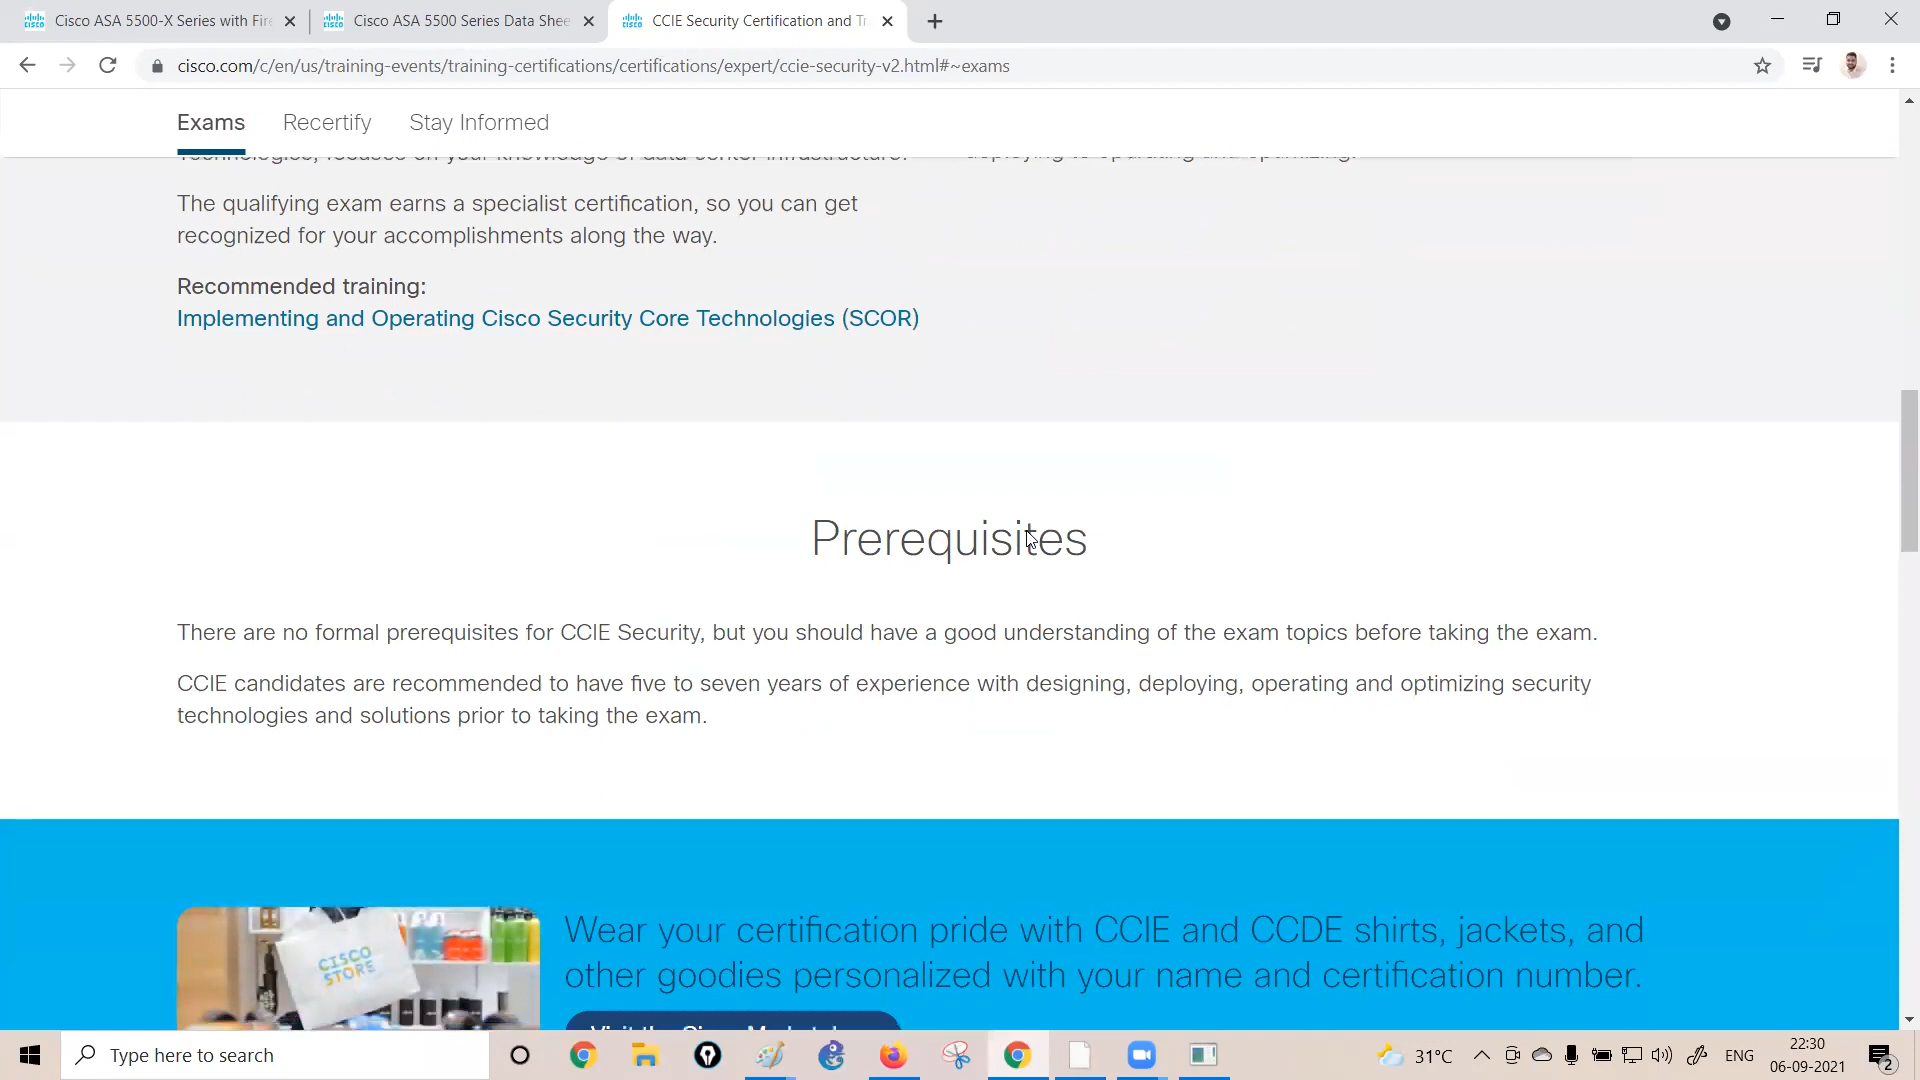 Cisco ASA 5500-X Series with Fire
Cisco ASA 5500 Series Data Shee
CCIE Security Certification and Tr
cisco.com/c/en/us/training-events/training-certifications/certifications/expert/ccie-security-v2.html#~exams
Exams
Recertify
Stay Informed
The qualifying exam earns a specialist certification, so you can get
recognized for your accomplishments along the way.
Recommended training:
Implementing and Operating Cisco Security Core Technologies (SCOR)
Prerequisites
There are no formal prerequisites for CCIE Security, but you should have a good understanding of the exam topics before taking the exam.
CCIE candidates are recommended to have five to seven years of experience with designing, deploying, operating and optimizing security
technologies and solutions prior to taking the exam.
CISCO
STORE
Wear your certification pride with CCIE and CCDE shirts, jackets, and
other goodies personalized with your name and certification number.
Type here to search
31°C
ENG
22:30
06-09-2021
2